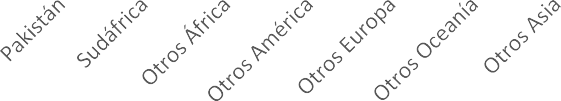 Pakistán
Sudáfrica
Otros África
Otros América
Otros Europa
Otros Oceanía
Otros Asia